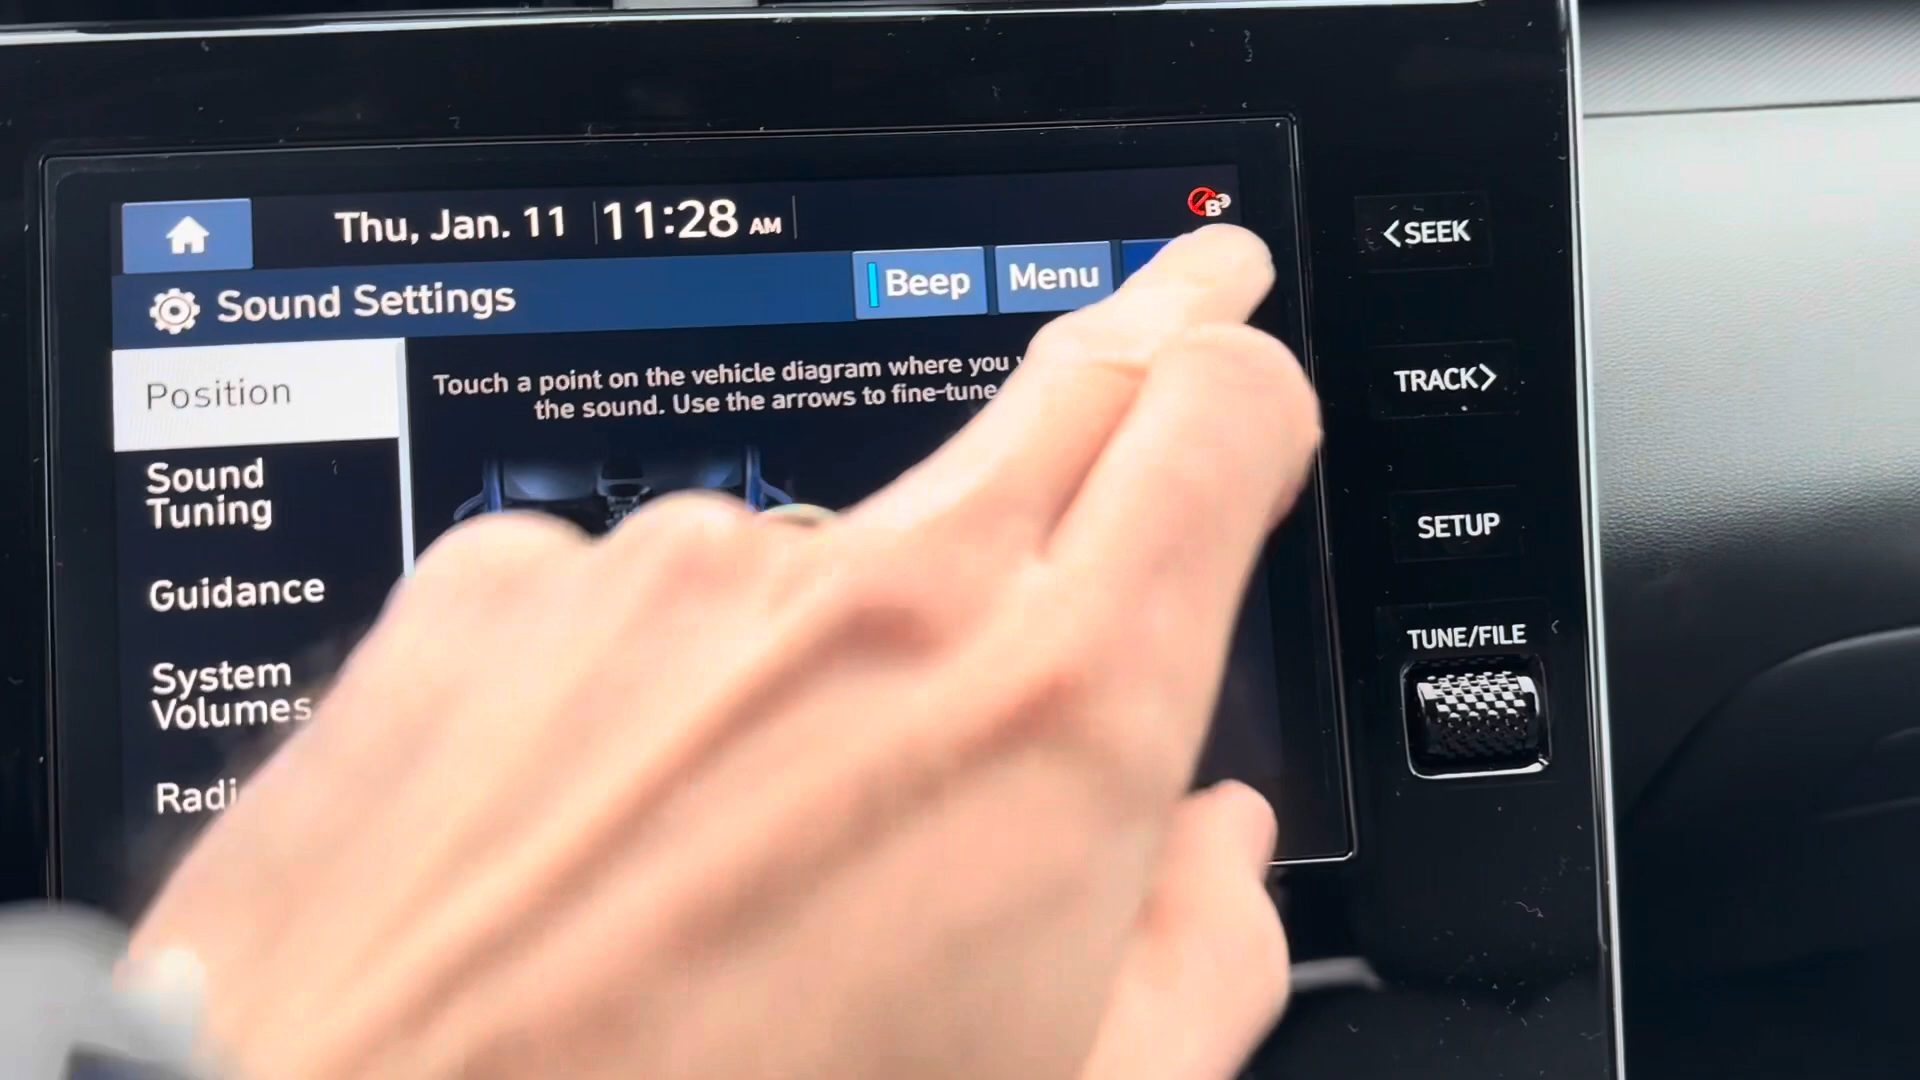 Thu, Jan. 11 11:28 AM
Sound Settings Beep Menu
Position
Touch a point on the vehicle diagram where you
the sound. Use the arrows to fine-tune
Sound
Tuning
Guidance
System
Volumes
<SEEK
TRACK>
SETUP
TUNE/FILE